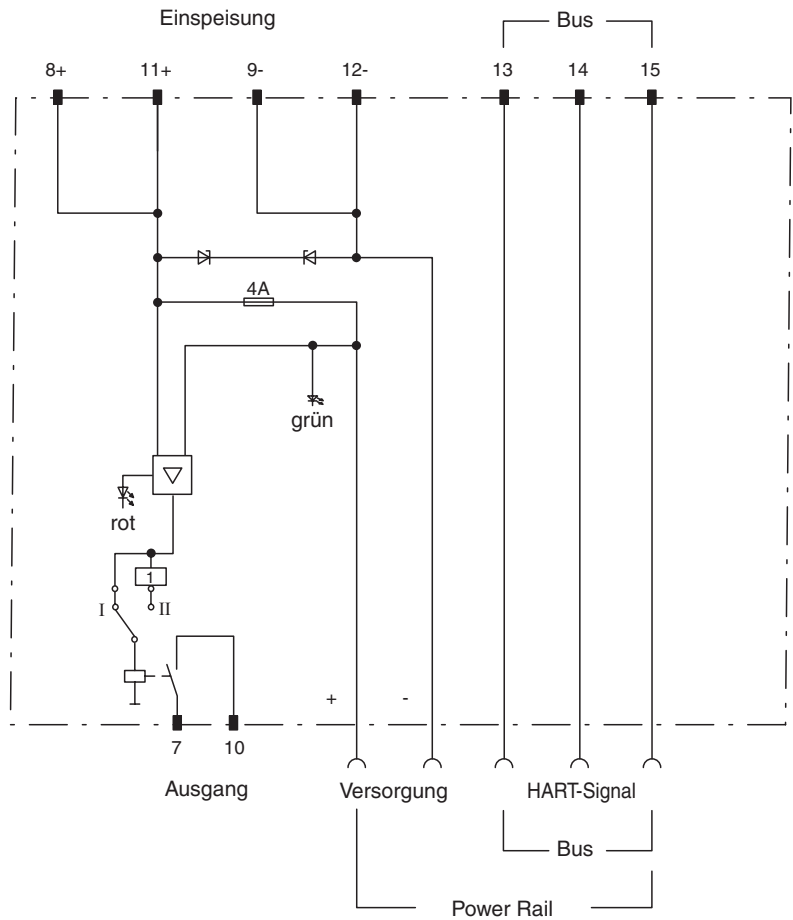 Einspeisung
Bus
8+ 11+ 9- 12- 13 14 15
4A
grün
rot
1
I II
+ -
7 10
Ausgang Versorgung HART-Signal
Bus
Power Rail